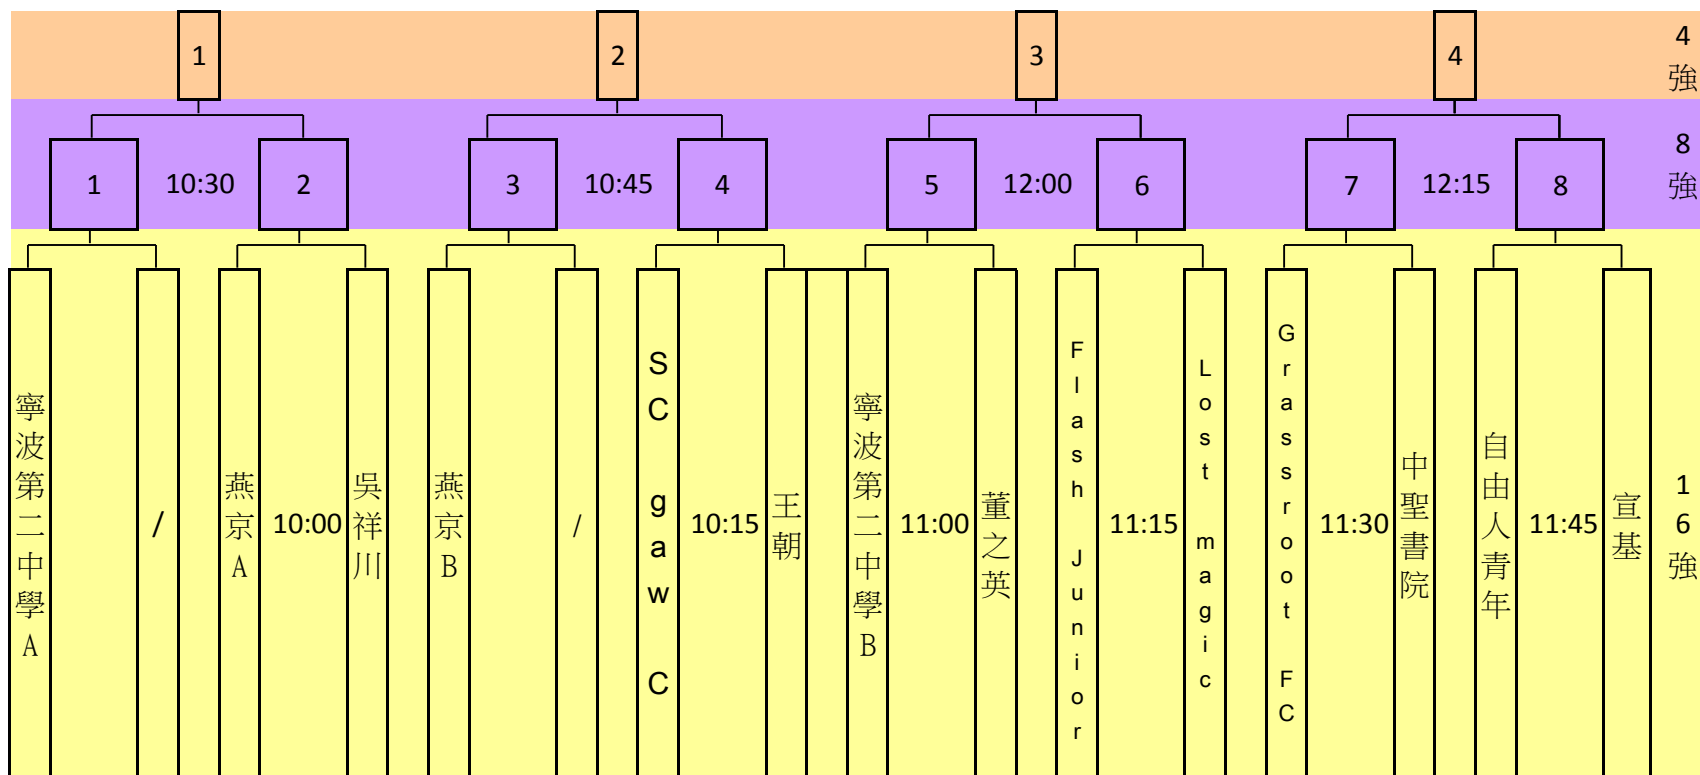 1
2
3
4
4強
1
10:30
2
3
10:45
4
5
12:00
6
7
12:15
8
8強
寧波第二中學A
/
燕京A
10:00
吳祥川
燕京B
/
SC gaw C
10:15
王朝
寧波第二中學B
11:00
董之英
Flash Junior
11:15
Lost magic
Grassroot FC
11:30
中聖書院
自由人青年
11:45
宣基
16強